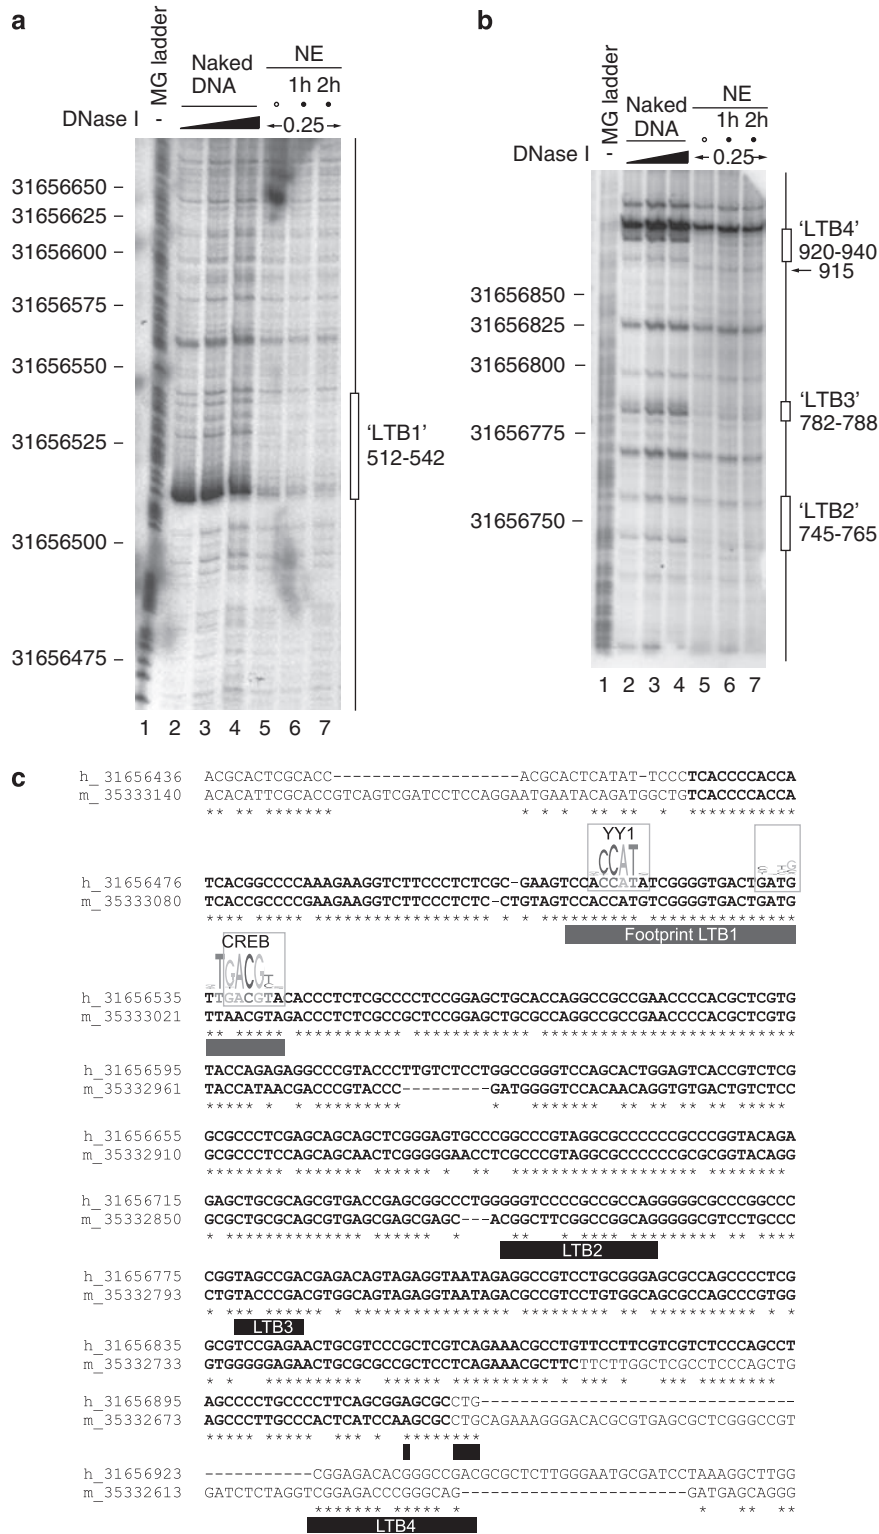 a
MG ladder
Naked DNA
NE
1h 2h
DNase I
-
0.25
31656650
31656625
31656600
31656575
31656550
31656525
31656500
31656475
'LTB1'
512-542
1 2 3 4 5 6 7
b
MG ladder
Naked DNA
NE
1h 2h
DNase I
-
0.25
31656850
31656825
31656800
31656775
31656750
'LTB4'
920-940
915
'LTB3'
782-788
'LTB2'
745-765
1 2 3 4 5 6 7
c
h_31656436 ACGCACTCGCACC-----------------ACGCACTCATAT-TCCCTCACCCCACCA
m_35333140 ACACATTCGCACCGTCAGTCGATCCTCCAGGAATGAATACAGATGGCTGTCACCCCACCA
YY1
CCAT
h_31656476 TCACGGCCCCAAAGAAGGTCTTCCCTCTCGC-GAAGTCCACCATATCGGGGTGACTGATG
m_35333080 TCACCGCCCCGAAGAAGGTCTTCCCTCTC-CTGTAGTCCACCATGTCGGGGTGACTGATG
Footprint LTB1
CREB
TGACG
h_31656535 TTGACGTACACCCTCTCGCCCCTCCGGAGCTGCACCAGGCCGCCGAACCCCACGCTCGTG
m_35333021 TTAACGTAGACCCTCTCGCCGCTCCGGAGCTGCGCCAGGCCGCCGAACCCCACGCTCGTG
h_31656595 TACCAGAGAGGCCCGTACCCTTGTCTCCTGGCCGGGTCCAGCACTGGAGTCACCGTCTCG
m_35332961 TACCATAACGACCCGTACCC---------GATGGGGTCCACAACAGGTGTGACTGTCTCC
h_31656655 GCGCCCTCGAGCAGCAGCTCGGGAGTGCCCGGCCCGTAGGCGCCCCCCGCCCGGTACAGA
m_35332910 GCGCCCTCCAGCAGCAACTCGGGGGAACCTCGCCCGTAGGCGCCCCCCGCGCGGTACAGG
h_31656715 GAGCTGCGCAGCGTGACCGAGCGGCCCTGGGGGTCCCCGCCGCCAGGGGGCGCCCGGCCC
m_35332850 GCGCTGCGCAGCGTGAGCGAGCGAGC---ACGGCTTCGGCCGGCAGGGGGCGTCCTGCCC
LTB2
h_31656775 CGGTAGCCGACGAGACAGTAGAGGTAATAGAGGCCGTCCTGCGGGAGCGCCAGCCCCTCG
m_35332793 CTGTACCCGACGTGGCAGTAGAGGTAATAGACGCCGTCCTGTGGCAGCGCCAGCCCGTGG
LTB3
h_31656835 GCGTCCGAGAACTGCGTCCCGCTCGTCAGAAACGCCTGTTCCTTCGTCGTCTCCCAGCCT
m_35332733 GTGGGGGAGAACTGCGCGCCGCTCCTCAGAAACGCTTCTTCTTGGCTCGCCTCCCAGCTG
h_31656895 AGCCCCTGCCCCTTCAGCGGAGCGCCTG--------------------------------
m_35332673 AGCCCTTGCCCACTCATCCAAGCGCCTGCAGAAAGGGACACGCGTGAGCGCTCGGGCCGT
h_31656923 -----------CGGAGACACGGGCCGACGCGCTCTTGGGAATGCGATCCTAAAGGCTTGG
m_35332613 GATCTCTAGGTCGGAGACCCGGGCAG-----------------------GATGAGCAGGG
LTB4